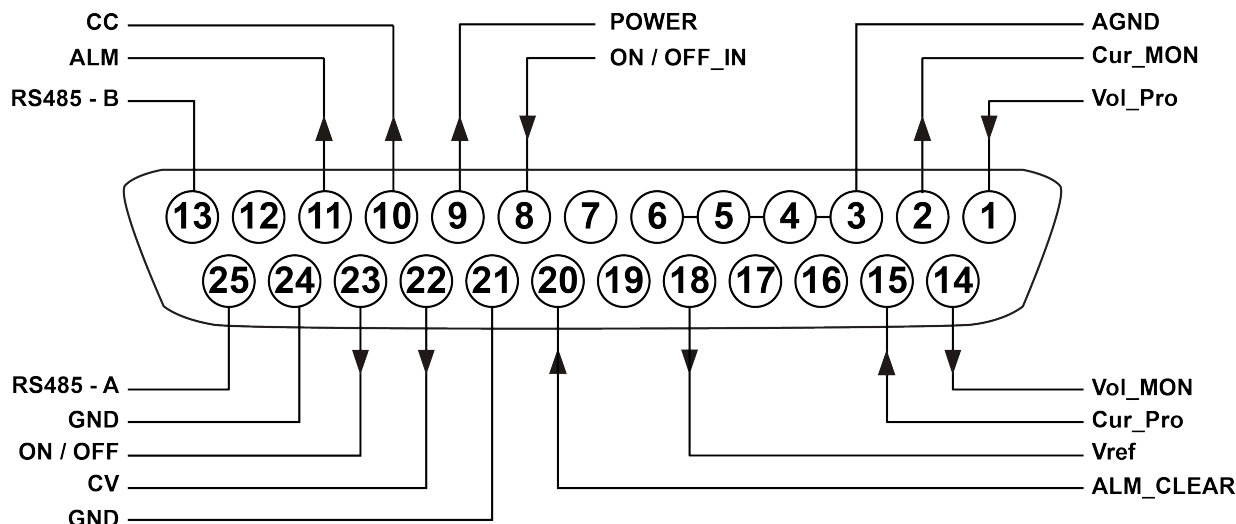 CC
POWER
AGND
ALM
ON / OFF_IN
Cur_MON
RS485 - B
Vol_Pro
13 12 11 10 9 8 7 6 5 4 3 2 1
25 24 23 22 21 20 19 18 17 16 15 14
RS485 - A
Vol_MON
GND
Cur_Pro
ON / OFF
Vref
CV
ALM_CLEAR
GND